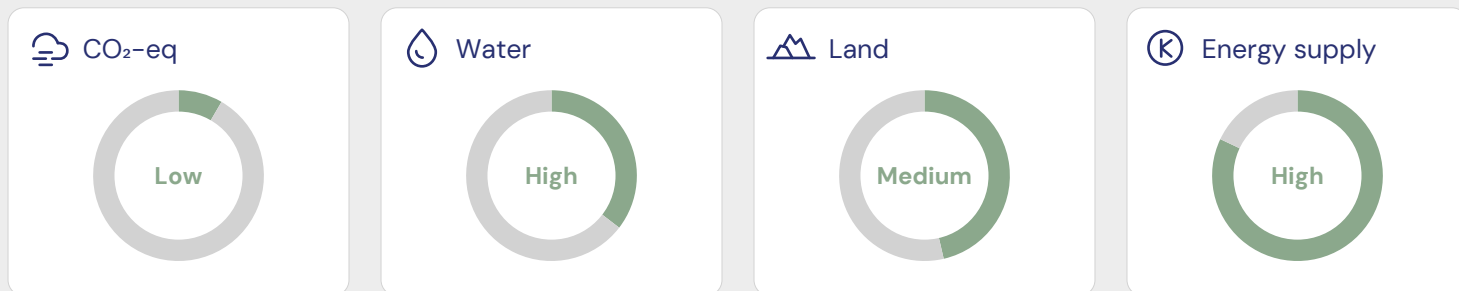 CO₂-eq
Low
Water
High
Land
Medium
Energy supply
High